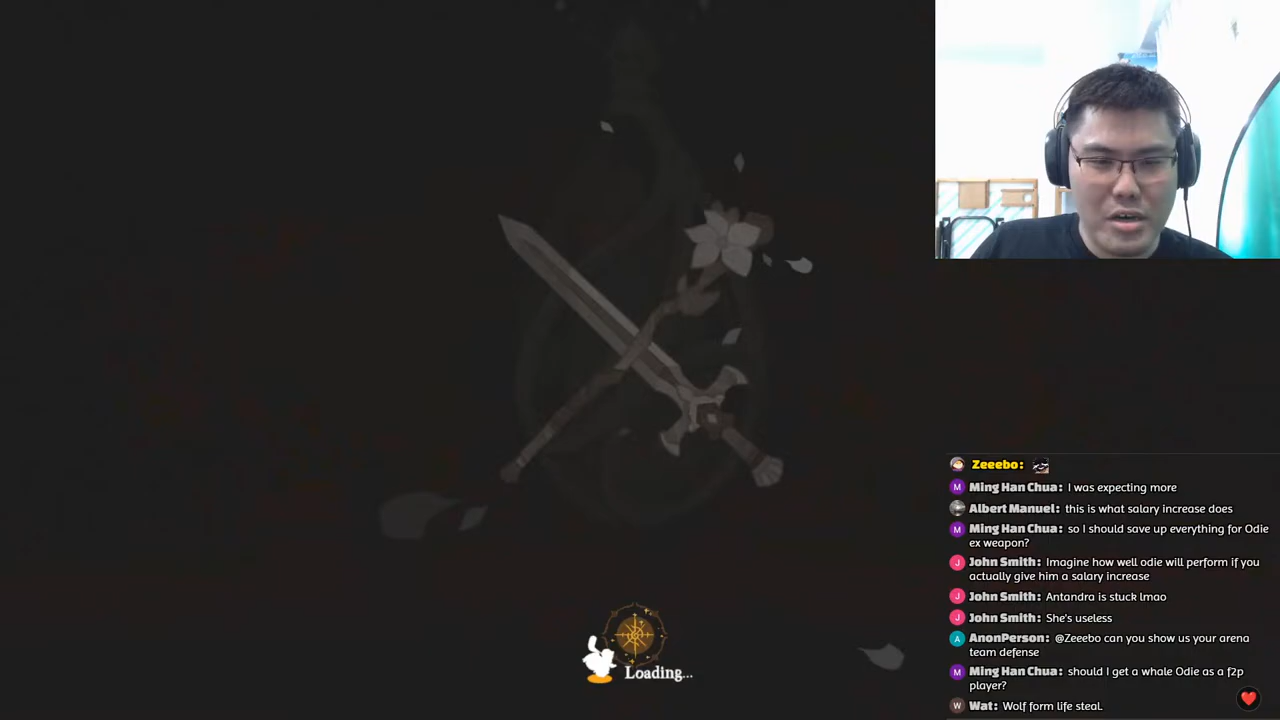 Zeeebo:
Ming Han Chua: I was expecting more
Albert Manuel: this is what salary increase does
Ming Han Chua: so I should save up everything for Odie
ex weapon?
John Smith: Imagine how well odie will perform if you
actually give him a salary increase
John Smith: Antandra is stuck lmao
John Smith: She's useless
AnonPerson: @Zeeebo can you show us your arena
team defense
Ming Han Chua: should I get a whale Odie as a f2p
player?
Wat: Wolf form life steal.
Loading...